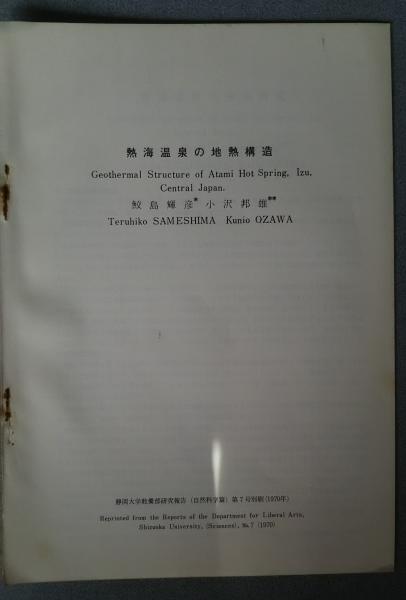 熱海温泉の地熱構造
Geothermal Structure of Atami Hot Spring, Izu,
Central Japan.
鮫島輝彦* 小沢邦雄**
Teruhiko SAMESHIMA Kunio OZAWA
静岡大学教養部研究報告(自然科学篇)第7号別刷(1970年)
Reprinted from the Reports of the Department for Liberal Arts,
Shizuoka University, (Sciences), No.7 (1970)